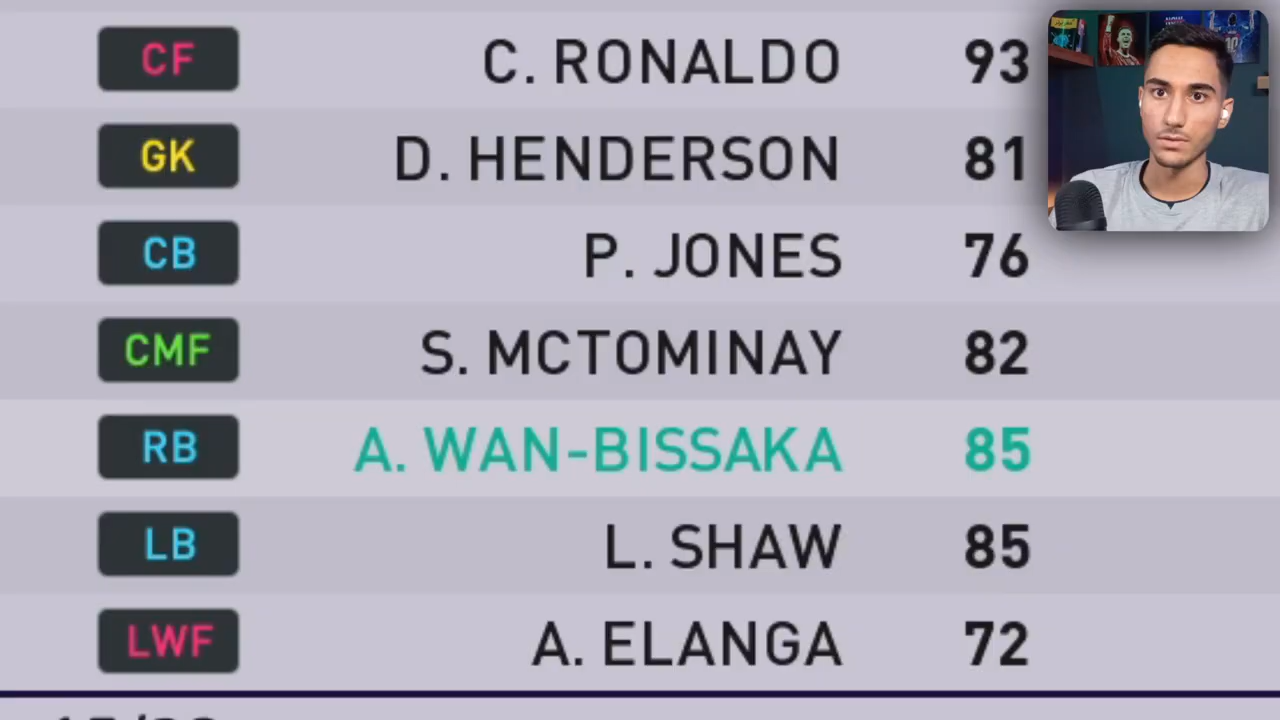 CF C. RONALDO 93
GK D. HENDERSON 81
CB P. JONES 76
CMF S. MCTOMINAY 82
RB A. WAN-BISSAKA 85
LB L. SHAW 85
LWF A. ELANGA 72